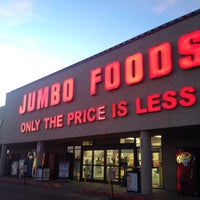 JUMBO FOODS
ONLY THE PRICE IS LESS